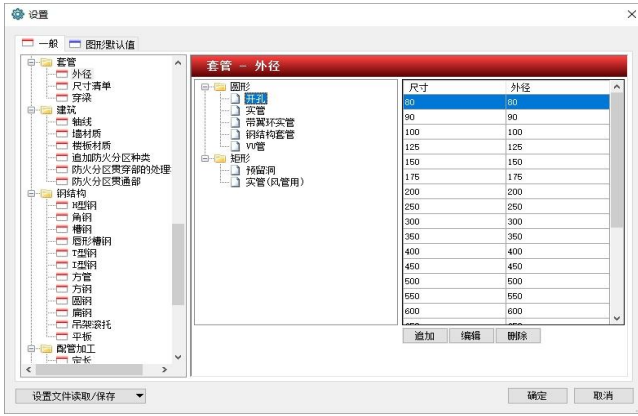 设置
一般
图形默认值
套管
外径
尺寸清单
穿梁
建筑
轴线
墙材质
楼板材质
追加防火分区种类
防火分区贯穿部的处理
防火分区贯通部
钢结构
H型钢
角钢
槽钢
唇形槽钢
T型钢
I型钢
方管
方钢
圆钢
扁钢
吊架滚托
平板
配管加工
定长
套管 - 外径
圆形
开孔
实管
带翼环实管
钢结构套管
VU管
矩形
预留洞
实管(风管用)
尺寸 外径
80 80
90 90
100 100
125 125
150 150
175 175
200 200
250 250
300 300
350 350
400 400
450 450
500 500
550 550
600 600
追加 编辑 删除
设置文件读取/保存
确定 取消